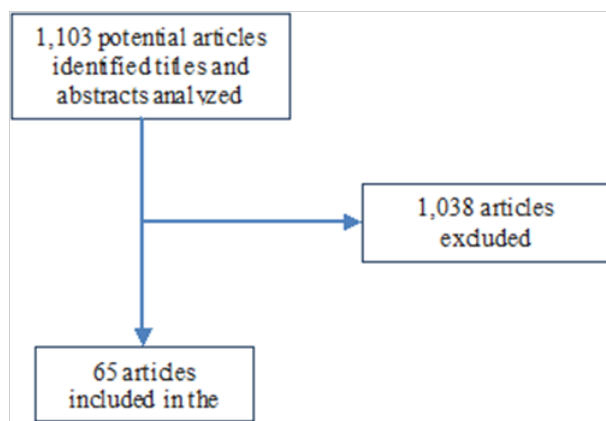 1,103 potential articles
identified titles and
abstracts analyzed
1,038 articles
excluded
65 articles
included in the